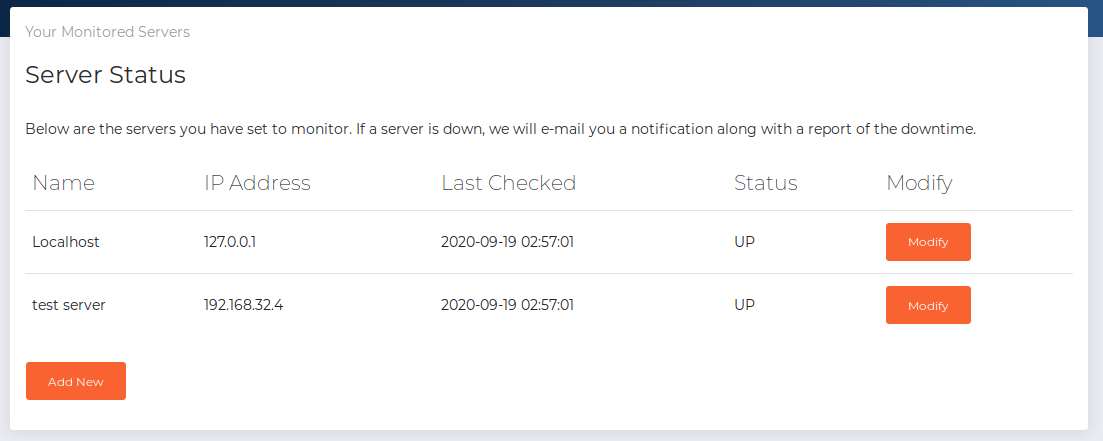 Your Monitored Servers
Server Status
Below are the servers you have set to monitor. If a server is down, we will e-mail you a notification along with a report of the downtime.
Name IP Address Last Checked Status Modify
Localhost 127.0.0.1 2020-09-19 02:57:01 UP Modify
test server 192.168.32.4 2020-09-19 02:57:01 UP Modify
Add New